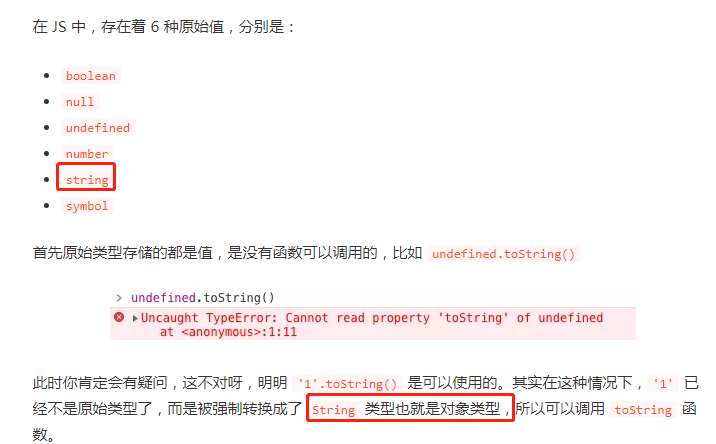 在 JS 中，存在着 6 种原始值，分别是：
• boolean
• null
• undefined
• number
• string
• symbol
首先原始类型存储的都是值，是没有函数可以调用的，比如 undefined.toString()
> undefined.toString()
Uncaught TypeError: Cannot read property 'toString' of undefined
at <anonymous>:1:11
此时你肯定会有疑问，这不对呀，明明 '1'.toString() 是可以使用的。其实在这种情况下，'1' 已
经不是原始类型了，而是被强制转换成了 String 类型也就是对象类型，所以可以调用 toString 函
数。